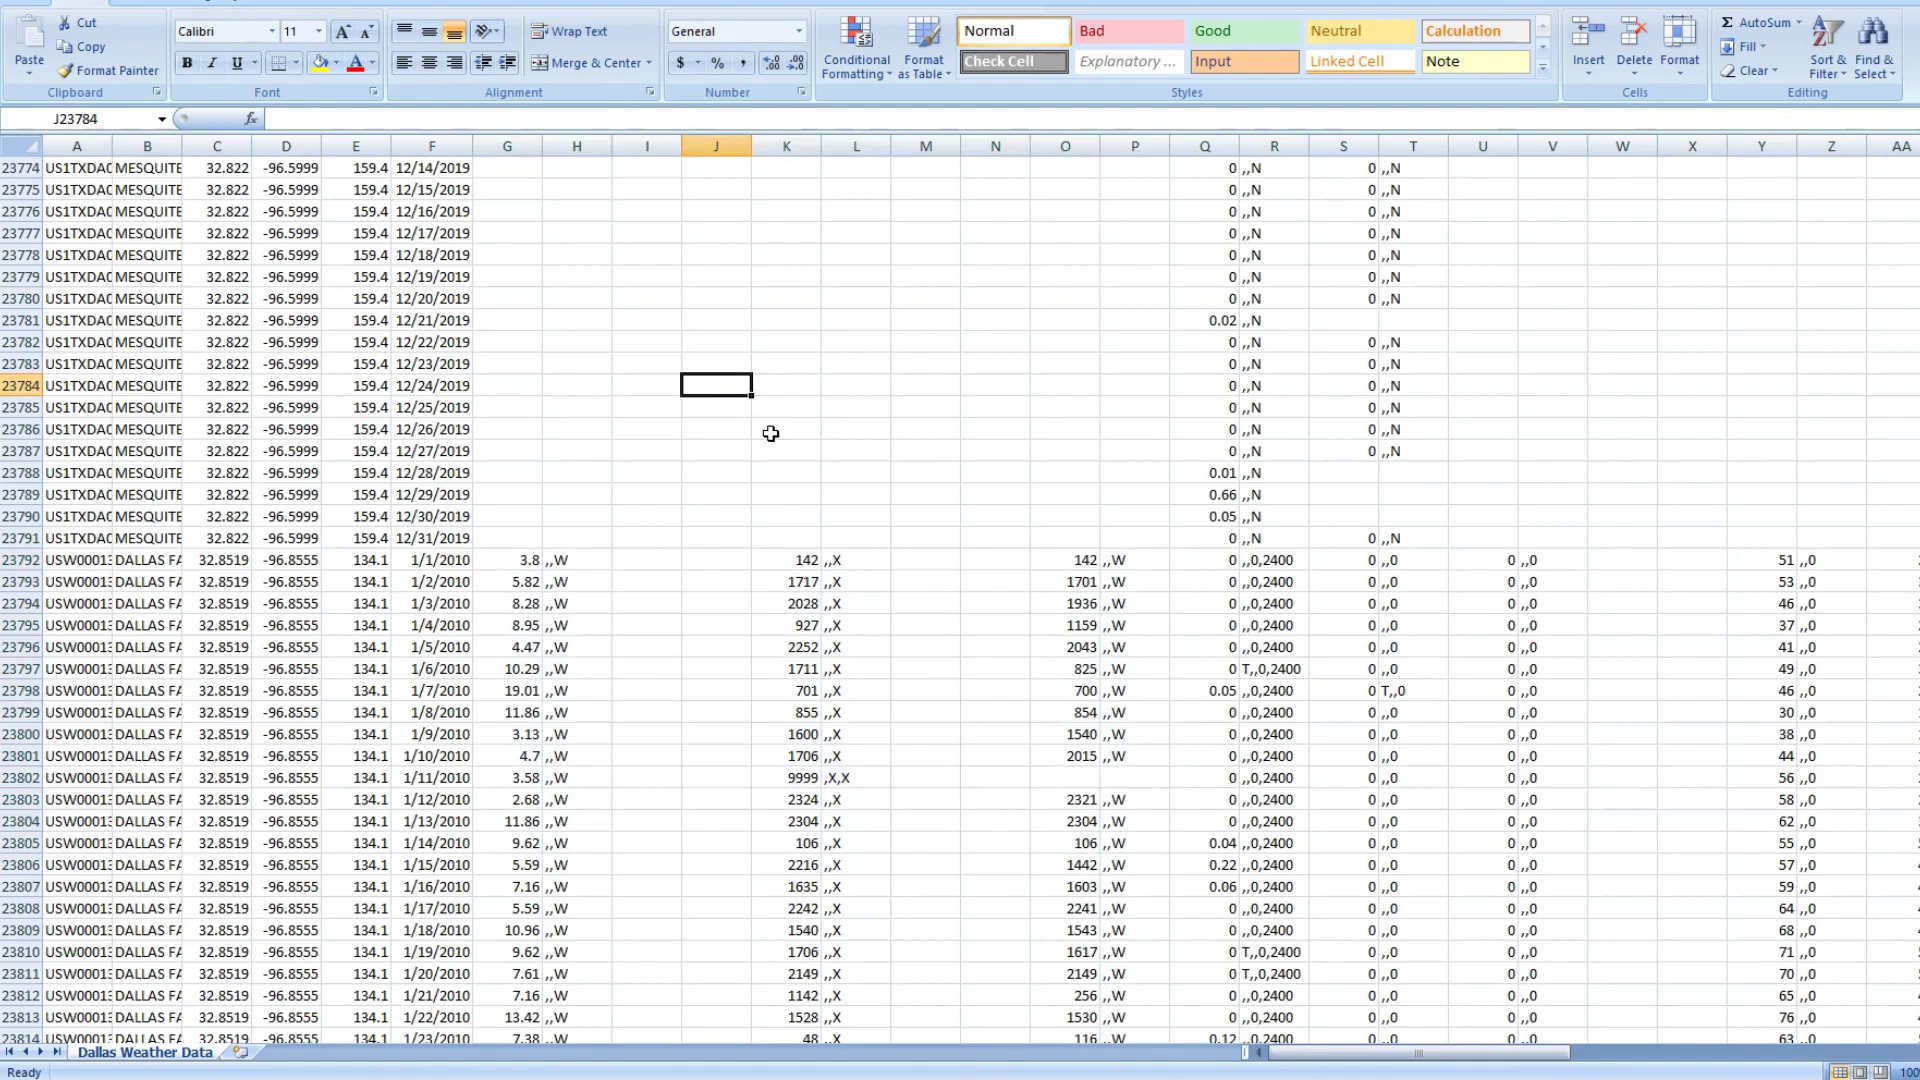 Cut
Copy
Format Painter
Paste
Clipboard
Calibri 11 A A
B I U A
Font
Wrap Text
Merge & Center
Alignment
General
$ % , .00 .00
Number
Conditional Formatting
Format as Table
Normal Bad Good Neutral Calculation
Check Cell Explanatory ... Input Linked Cell Note
Styles
Insert Delete Format
Cells
Σ AutoSum
Fill
Clear
Sort & Filter
Find & Select
Editing
J23784 fx
A B C D E F G H I J K L M N O P Q R S T U V W X Y Z AA
23774 US1TXDA MESQUITE 32.822 -96.5999 159.4 12/14/2019 0 ,,N 0 ,,N
23775 US1TXDA MESQUITE 32.822 -96.5999 159.4 12/15/2019 0 ,,N 0 ,,N
23776 US1TXDA MESQUITE 32.822 -96.5999 159.4 12/16/2019 0 ,,N 0 ,,N
23777 US1TXDA MESQUITE 32.822 -96.5999 159.4 12/17/2019 0 ,,N 0 ,,N
23778 US1TXDA MESQUITE 32.822 -96.5999 159.4 12/18/2019 0 ,,N 0 ,,N
23779 US1TXDA MESQUITE 32.822 -96.5999 159.4 12/19/2019 0 ,,N 0 ,,N
23780 US1TXDA MESQUITE 32.822 -96.5999 159.4 12/20/2019 0 ,,N 0 ,,N
23781 US1TXDA MESQUITE 32.822 -96.5999 159.4 12/21/2019 0.02 ,,N
23782 US1TXDA MESQUITE 32.822 -96.5999 159.4 12/22/2019 0 ,,N 0 ,,N
23783 US1TXDA MESQUITE 32.822 -96.5999 159.4 12/23/2019 0 ,,N 0 ,,N
23784 US1TXDA MESQUITE 32.822 -96.5999 159.4 12/24/2019 0 ,,N 0 ,,N
23785 US1TXDA MESQUITE 32.822 -96.5999 159.4 12/25/2019 0 ,,N 0 ,,N
23786 US1TXDA MESQUITE 32.822 -96.5999 159.4 12/26/2019 0 ,,N 0 ,,N
23787 US1TXDA MESQUITE 32.822 -96.5999 159.4 12/27/2019 0 ,,N 0 ,,N
23788 US1TXDA MESQUITE 32.822 -96.5999 159.4 12/28/2019 0.01 ,,N
23789 US1TXDA MESQUITE 32.822 -96.5999 159.4 12/29/2019 0.66 ,,N
23790 US1TXDA MESQUITE 32.822 -96.5999 159.4 12/30/2019 0.05 ,,N
23791 US1TXDA MESQUITE 32.822 -96.5999 159.4 12/31/2019 0 ,,N 0 ,,N
23792 USW0001 DALLAS FA 32.8519 -96.8555 134.1 1/1/2010 3.8 ,,W 142 ,,X 142 ,,W 0 ,,0,2400 0 ,,0 0 ,,0 51 ,,0
23793 USW0001 DALLAS FA 32.8519 -96.8555 134.1 1/2/2010 5.82 ,,W 1717 ,,X 1701 ,,W 0 ,,0,2400 0 ,,0 0 ,,0 53 ,,0
23794 USW0001 DALLAS FA 32.8519 -96.8555 134.1 1/3/2010 8.28 ,,W 2028 ,,X 1936 ,,W 0 ,,0,2400 0 ,,0 0 ,,0 46 ,,0
23795 USW0001 DALLAS FA 32.8519 -96.8555 134.1 1/4/2010 8.95 ,,W 927 ,,X 1159 ,,W 0 ,,0,2400 0 ,,0 0 ,,0 37 ,,0
23796 USW0001 DALLAS FA 32.8519 -96.8555 134.1 1/5/2010 4.47 ,,W 2252 ,,X 2043 ,,W 0 ,,0,2400 0 ,,0 0 ,,0 41 ,,0
23797 USW0001 DALLAS FA 32.8519 -96.8555 134.1 1/6/2010 10.29 ,,W 1711 ,,X 825 ,,W 0 T,,0,2400 0 ,,0 0 ,,0 49 ,,0
23798 USW0001 DALLAS FA 32.8519 -96.8555 134.1 1/7/2010 19.01 ,,W 701 ,,X 700 ,,W 0.05 ,,0,2400 0 T,,0 0 ,,0 46 ,,0
23799 USW0001 DALLAS FA 32.8519 -96.8555 134.1 1/8/2010 11.86 ,,W 855 ,,X 854 ,,W 0 ,,0,2400 0 ,,0 0 ,,0 30 ,,0
23800 USW0001 DALLAS FA 32.8519 -96.8555 134.1 1/9/2010 3.13 ,,W 1600 ,,X 1540 ,,W 0 ,,0,2400 0 ,,0 0 ,,0 38 ,,0
23801 USW0001 DALLAS FA 32.8519 -96.8555 134.1 1/10/2010 4.7 ,,W 1706 ,,X 2015 ,,W 0 ,,0,2400 0 ,,0 0 ,,0 44 ,,0
23802 USW0001 DALLAS FA 32.8519 -96.8555 134.1 1/11/2010 3.58 ,,W 9999 ,X,X 0 ,,0,2400 0 ,,0 0 ,,0 56 ,,0
23803 USW0001 DALLAS FA 32.8519 -96.8555 134.1 1/12/2010 2.68 ,,W 2324 ,,X 2321 ,,W 0 ,,0,2400 0 ,,0 0 ,,0 58 ,,0
23804 USW0001 DALLAS FA 32.8519 -96.8555 134.1 1/13/2010 11.86 ,,W 2304 ,,X 2304 ,,W 0 ,,0,2400 0 ,,0 0 ,,0 62 ,,0
23805 USW0001 DALLAS FA 32.8519 -96.8555 134.1 1/14/2010 9.62 ,,W 106 ,,X 106 ,,W 0.04 ,,0,2400 0 ,,0 0 ,,0 55 ,,0
23806 USW0001 DALLAS FA 32.8519 -96.8555 134.1 1/15/2010 5.59 ,,W 2216 ,,X 1442 ,,W 0.22 ,,0,2400 0 ,,0 0 ,,0 57 ,,0
23807 USW0001 DALLAS FA 32.8519 -96.8555 134.1 1/16/2010 7.16 ,,W 1635 ,,X 1603 ,,W 0.06 ,,0,2400 0 ,,0 0 ,,0 59 ,,0
23808 USW0001 DALLAS FA 32.8519 -96.8555 134.1 1/17/2010 5.59 ,,W 2242 ,,X 2241 ,,W 0 ,,0,2400 0 ,,0 0 ,,0 64 ,,0
23809 USW0001 DALLAS FA 32.8519 -96.8555 134.1 1/18/2010 10.96 ,,W 1540 ,,X 1543 ,,W 0 ,,0,2400 0 ,,0 0 ,,0 68 ,,0
23810 USW0001 DALLAS FA 32.8519 -96.8555 134.1 1/19/2010 9.62 ,,W 1706 ,,X 1617 ,,W 0 T,,0,2400 0 ,,0 0 ,,0 71 ,,0
23811 USW0001 DALLAS FA 32.8519 -96.8555 134.1 1/20/2010 7.61 ,,W 2149 ,,X 2149 ,,W 0 T,,0,2400 0 ,,0 0 ,,0 70 ,,0
23812 USW0001 DALLAS FA 32.8519 -96.8555 134.1 1/21/2010 7.16 ,,W 1142 ,,X 256 ,,W 0 ,,0,2400 0 ,,0 0 ,,0 65 ,,0
23813 USW0001 DALLAS FA 32.8519 -96.8555 134.1 1/22/2010 13.42 ,,W 1528 ,,X 1530 ,,W 0 ,,0,2400 0 ,,0 0 ,,0 76 ,,0
23814 USW0001 DALLAS FA 32.8519 -96.8555 134.1 1/23/2010 7.38 ,,W 48 ,,X 116 ,,W 0.12 ,,0,2400 0 ,,0 0 ,,0 63 ,,0
Dallas Weather Data
Ready 100